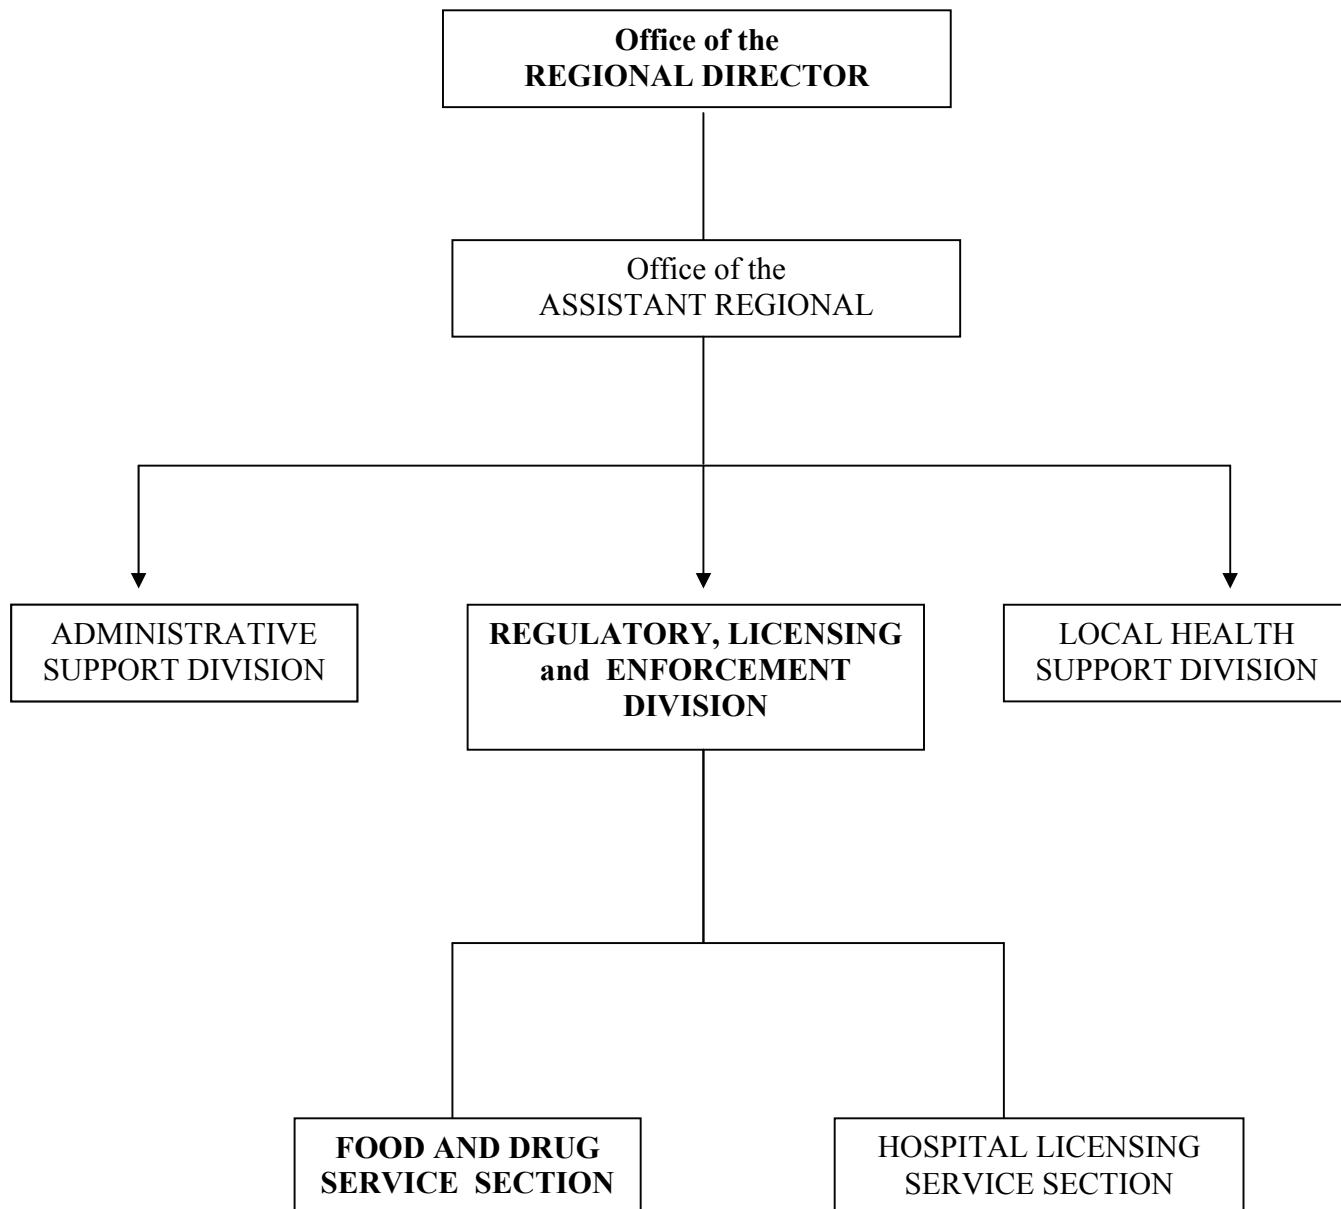 Office of the
REGIONAL DIRECTOR
Office of the
ASSISTANT REGIONAL
ADMINISTRATIVE
SUPPORT DIVISION
REGULATORY, LICENSING
and ENFORCEMENT
DIVISION
LOCAL HEALTH
SUPPORT DIVISION
FOOD AND DRUG
SERVICE SECTION
HOSPITAL LICENSING
SERVICE SECTION